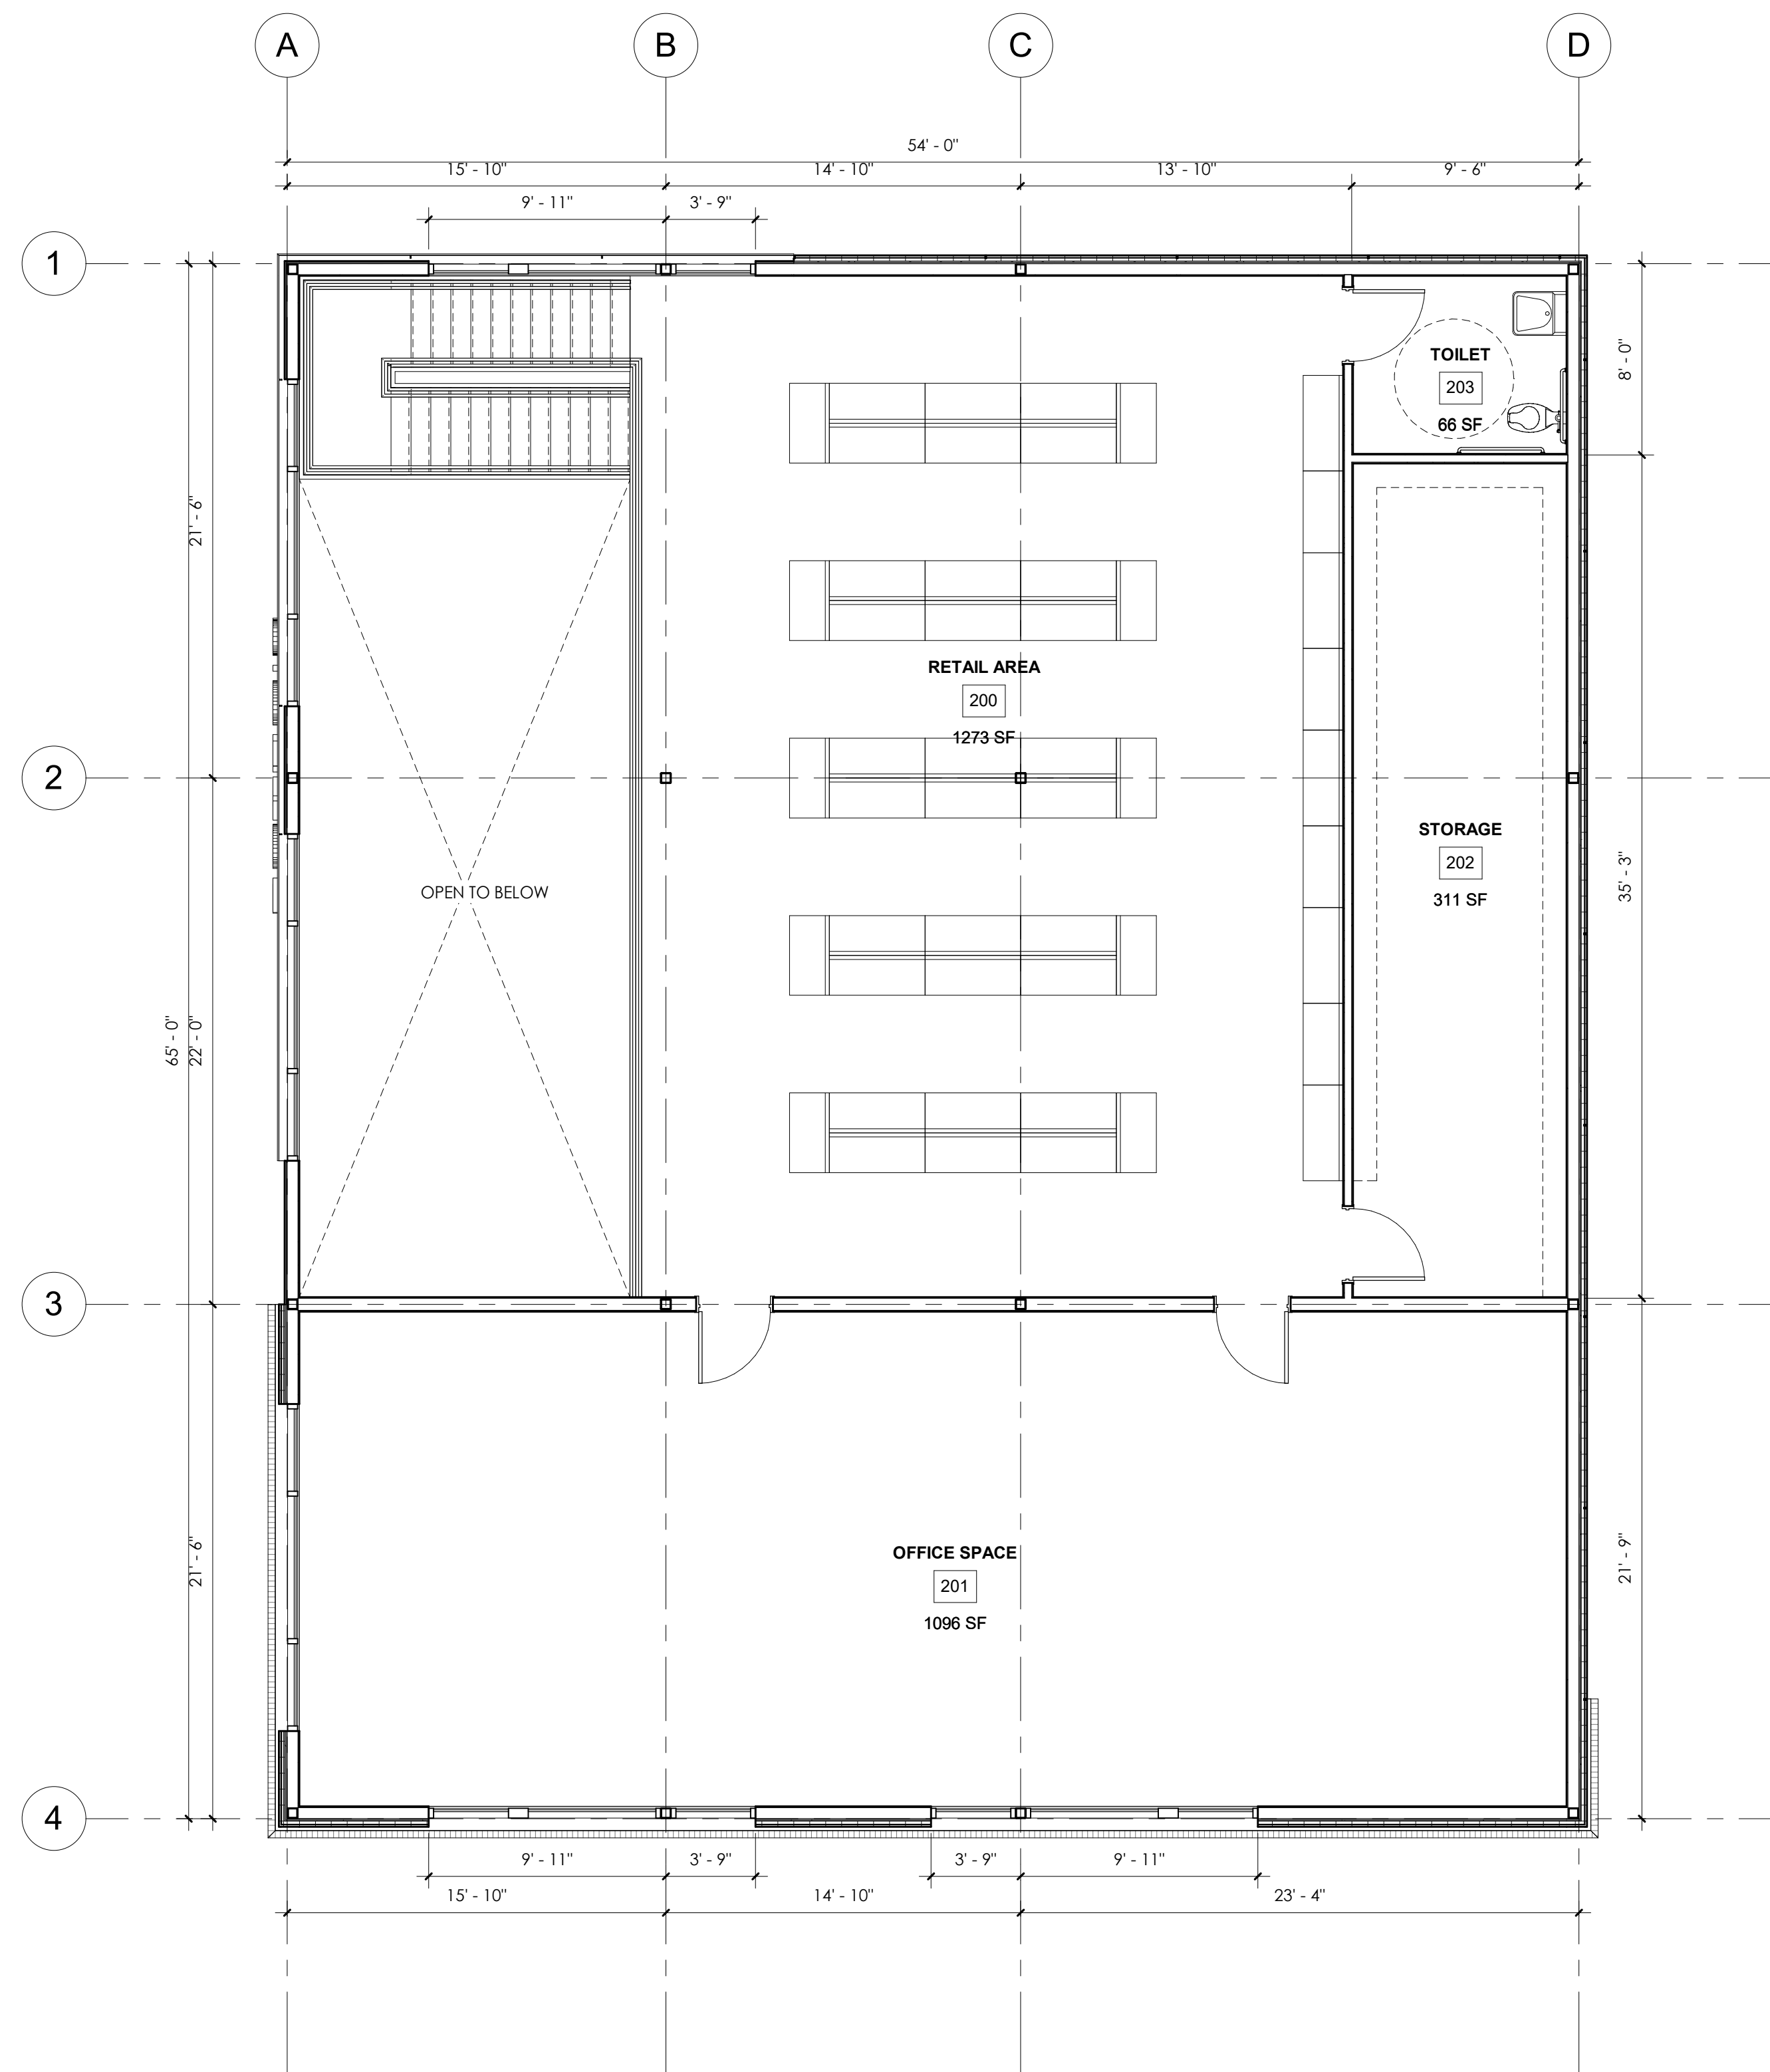 A
B
C
D
54' - 0"
15' - 10"
14' - 10"
13' - 10"
9' - 6"
9' - 11"
3' - 9"
1
TOILET
203
66 SF
8' - 0"
21' - 6"
RETAIL AREA
200
1273 SF
2
STORAGE
202
311 SF
35' - 3"
OPEN TO BELOW
65' - 0"
22' - 0"
3
OFFICE SPACE
201
1096 SF
21' - 6"
21' - 9"
4
9' - 11"
3' - 9"
3' - 9"
9' - 11"
15' - 10"
14' - 10"
23' - 4"